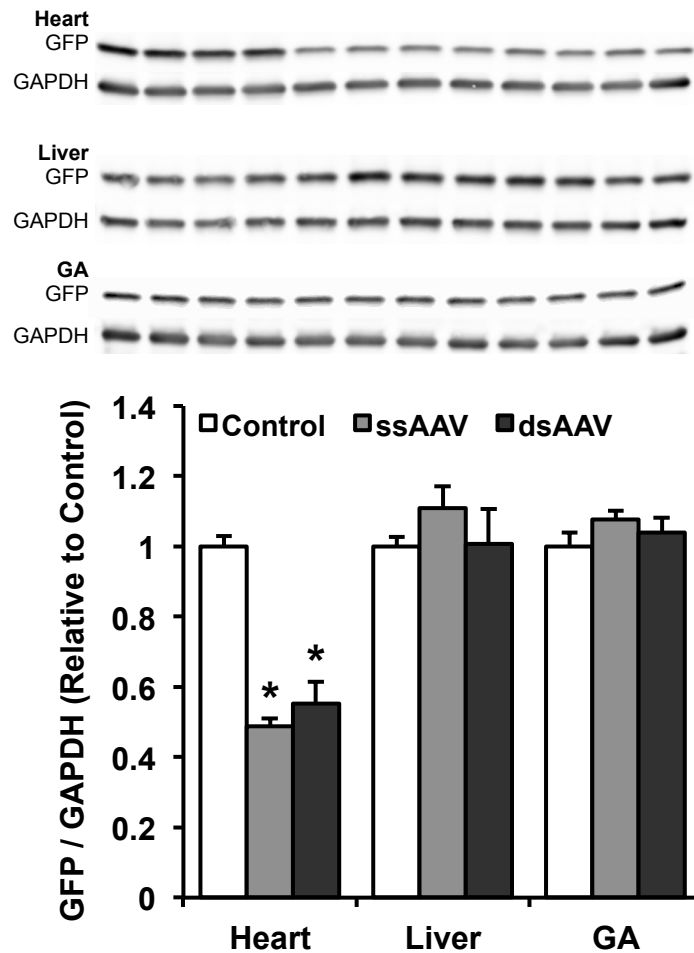 Heart
GFP
GAPDH
Liver
GFP
GAPDH
GA
GFP
GAPDH
GFP / GAPDH (Relative to Control)
1.4
1.2
1
0.8
0.6
0.4
0.2
0
Control ssAAV dsAAV
*
*
Heart Liver GA